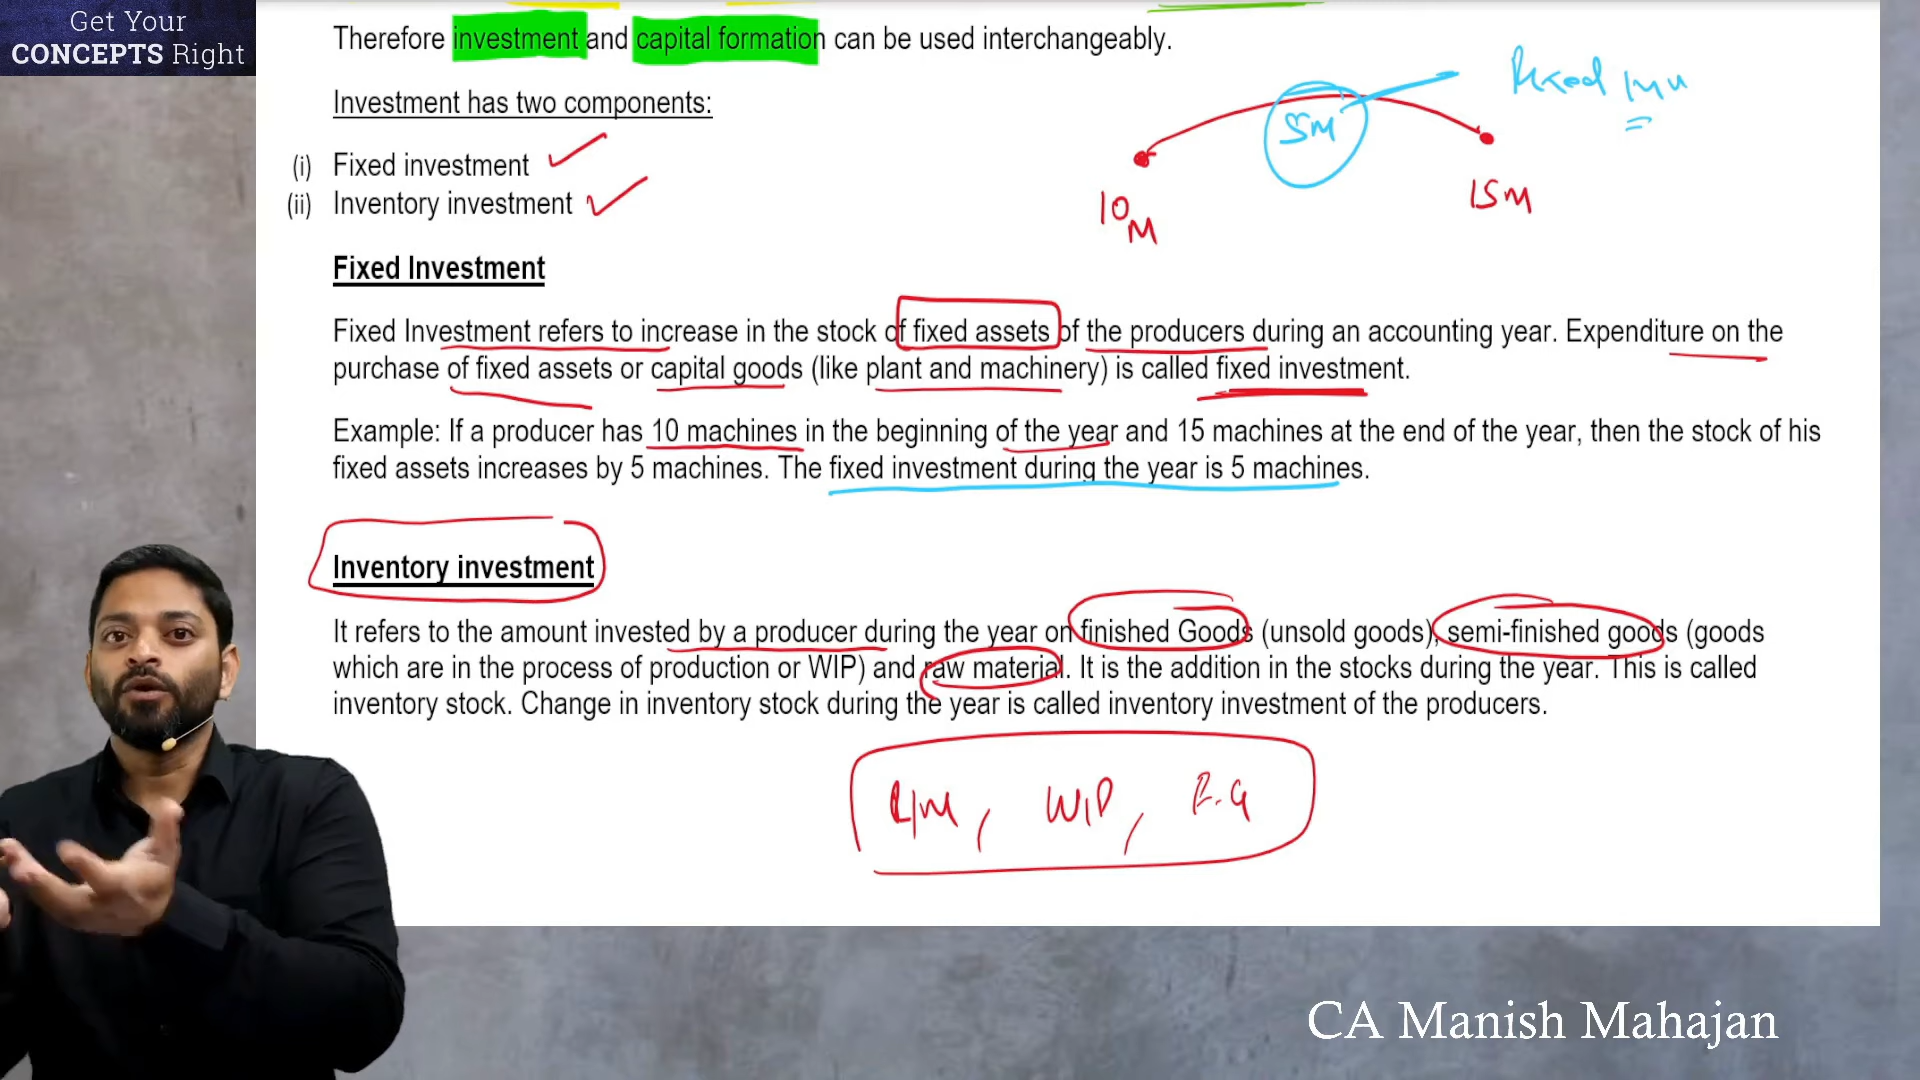 Get Your
CONCEPTS Right
Therefore investment and capital formation can be used interchangeably.
Investment has two components:
(i) Fixed investment
(ii) Inventory investment
5M
Fixed Inv
10M
15M
Fixed Investment
Fixed Investment refers to increase in the stock of fixed assets of the producers during an accounting year. Expenditure on the
purchase of fixed assets or capital goods (like plant and machinery) is called fixed investment.
Example: If a producer has 10 machines in the beginning of the year and 15 machines at the end of the year, then the stock of his
fixed assets increases by 5 machines. The fixed investment during the year is 5 machines.
Inventory investment
It refers to the amount invested by a producer during the year on finished Goods (unsold goods), semi-finished goods (goods
which are in the process of production or WIP) and raw material. It is the addition in the stocks during the year. This is called
inventory stock. Change in inventory stock during the year is called inventory investment of the producers.
R/M, WIP, F.G
CA Manish Mahajan